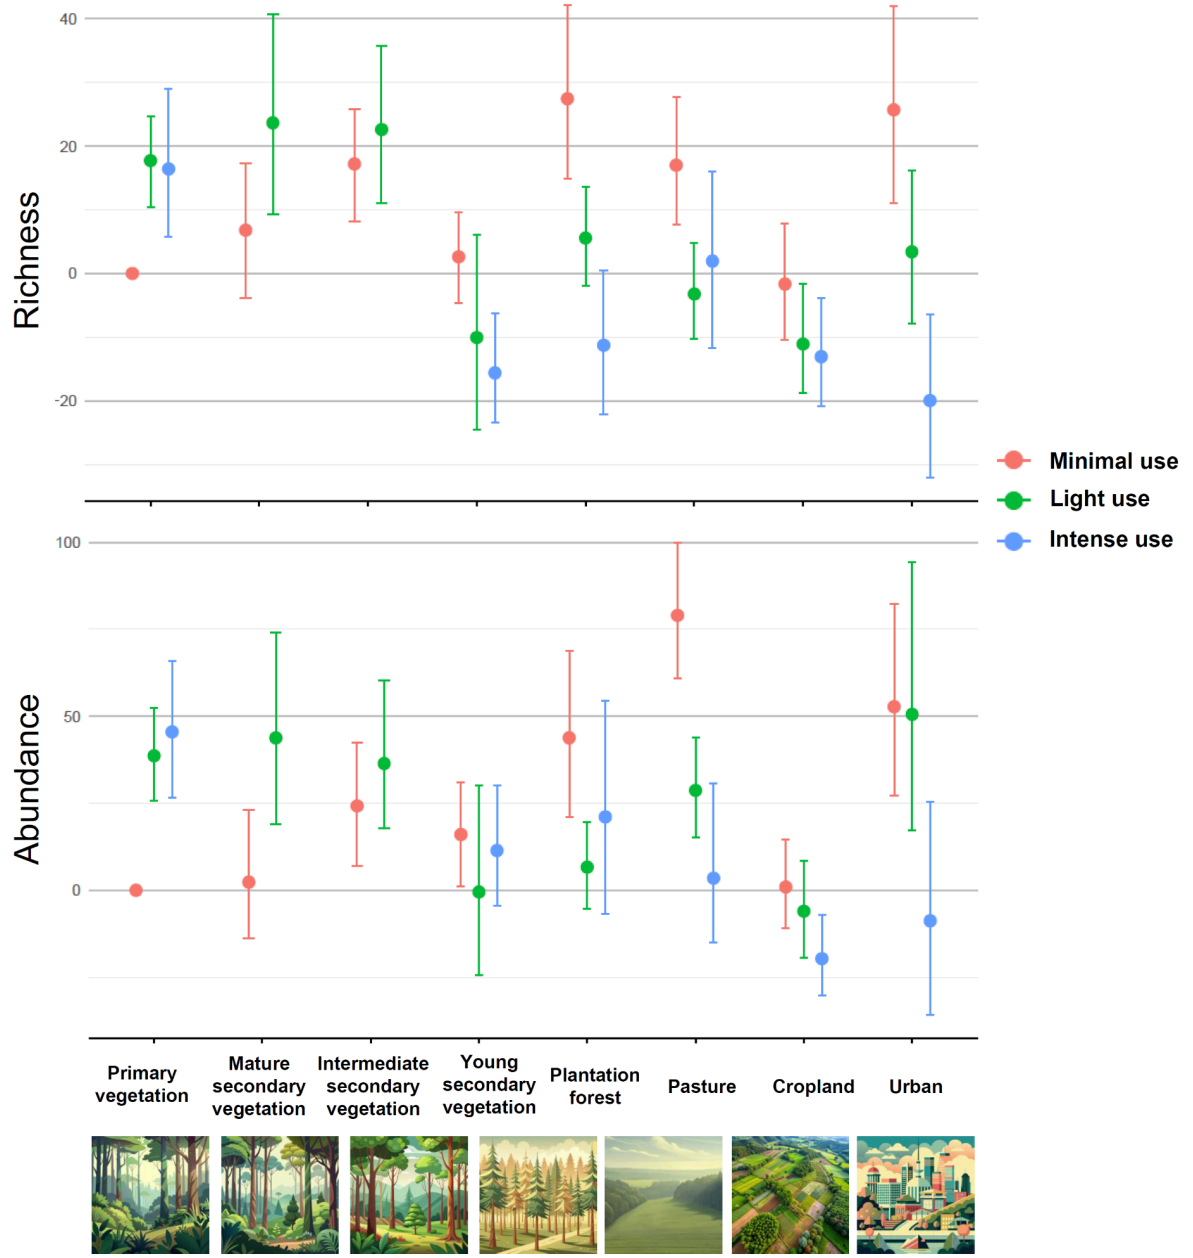 40
20
0
-20
Richness
Minimal use
Light use
Intense use
100
50
0
Abundance
Primary
vegetation
Mature
secondary
vegetation
Intermediate
secondary
vegetation
Young
secondary
vegetation
Plantation
forest
Pasture
Cropland
Urban